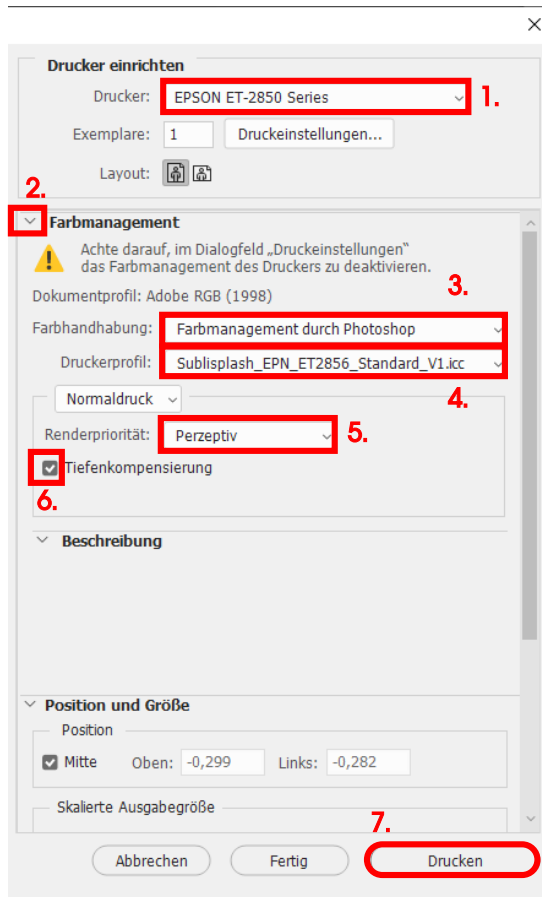 Drucker einrichten
Drucker: EPSON ET-2850 Series 1.
Exemplare: 1 Druckeinstellungen...
Layout:
2.
Farbmanagement
Achte darauf, im Dialogfeld „Druckeinstellungen“
das Farbmanagement des Druckers zu deaktivieren.
3.
Dokumentprofil: Adobe RGB (1998)
Farbhandhabung: Farbmanagement durch Photoshop
Druckerprofil: Sublisplash_EPN_ET2856_Standard_V1.icc
4.
Normaldruck
Renderpriorität: Perzeptiv 5.
Tiefenkompensierung
6.
Beschreibung
Position und Größe
Position
Mitte Oben: -0,299 Links: -0,282
Skalierte Ausgabegröße
7.
Abbrechen Fertig Drucken